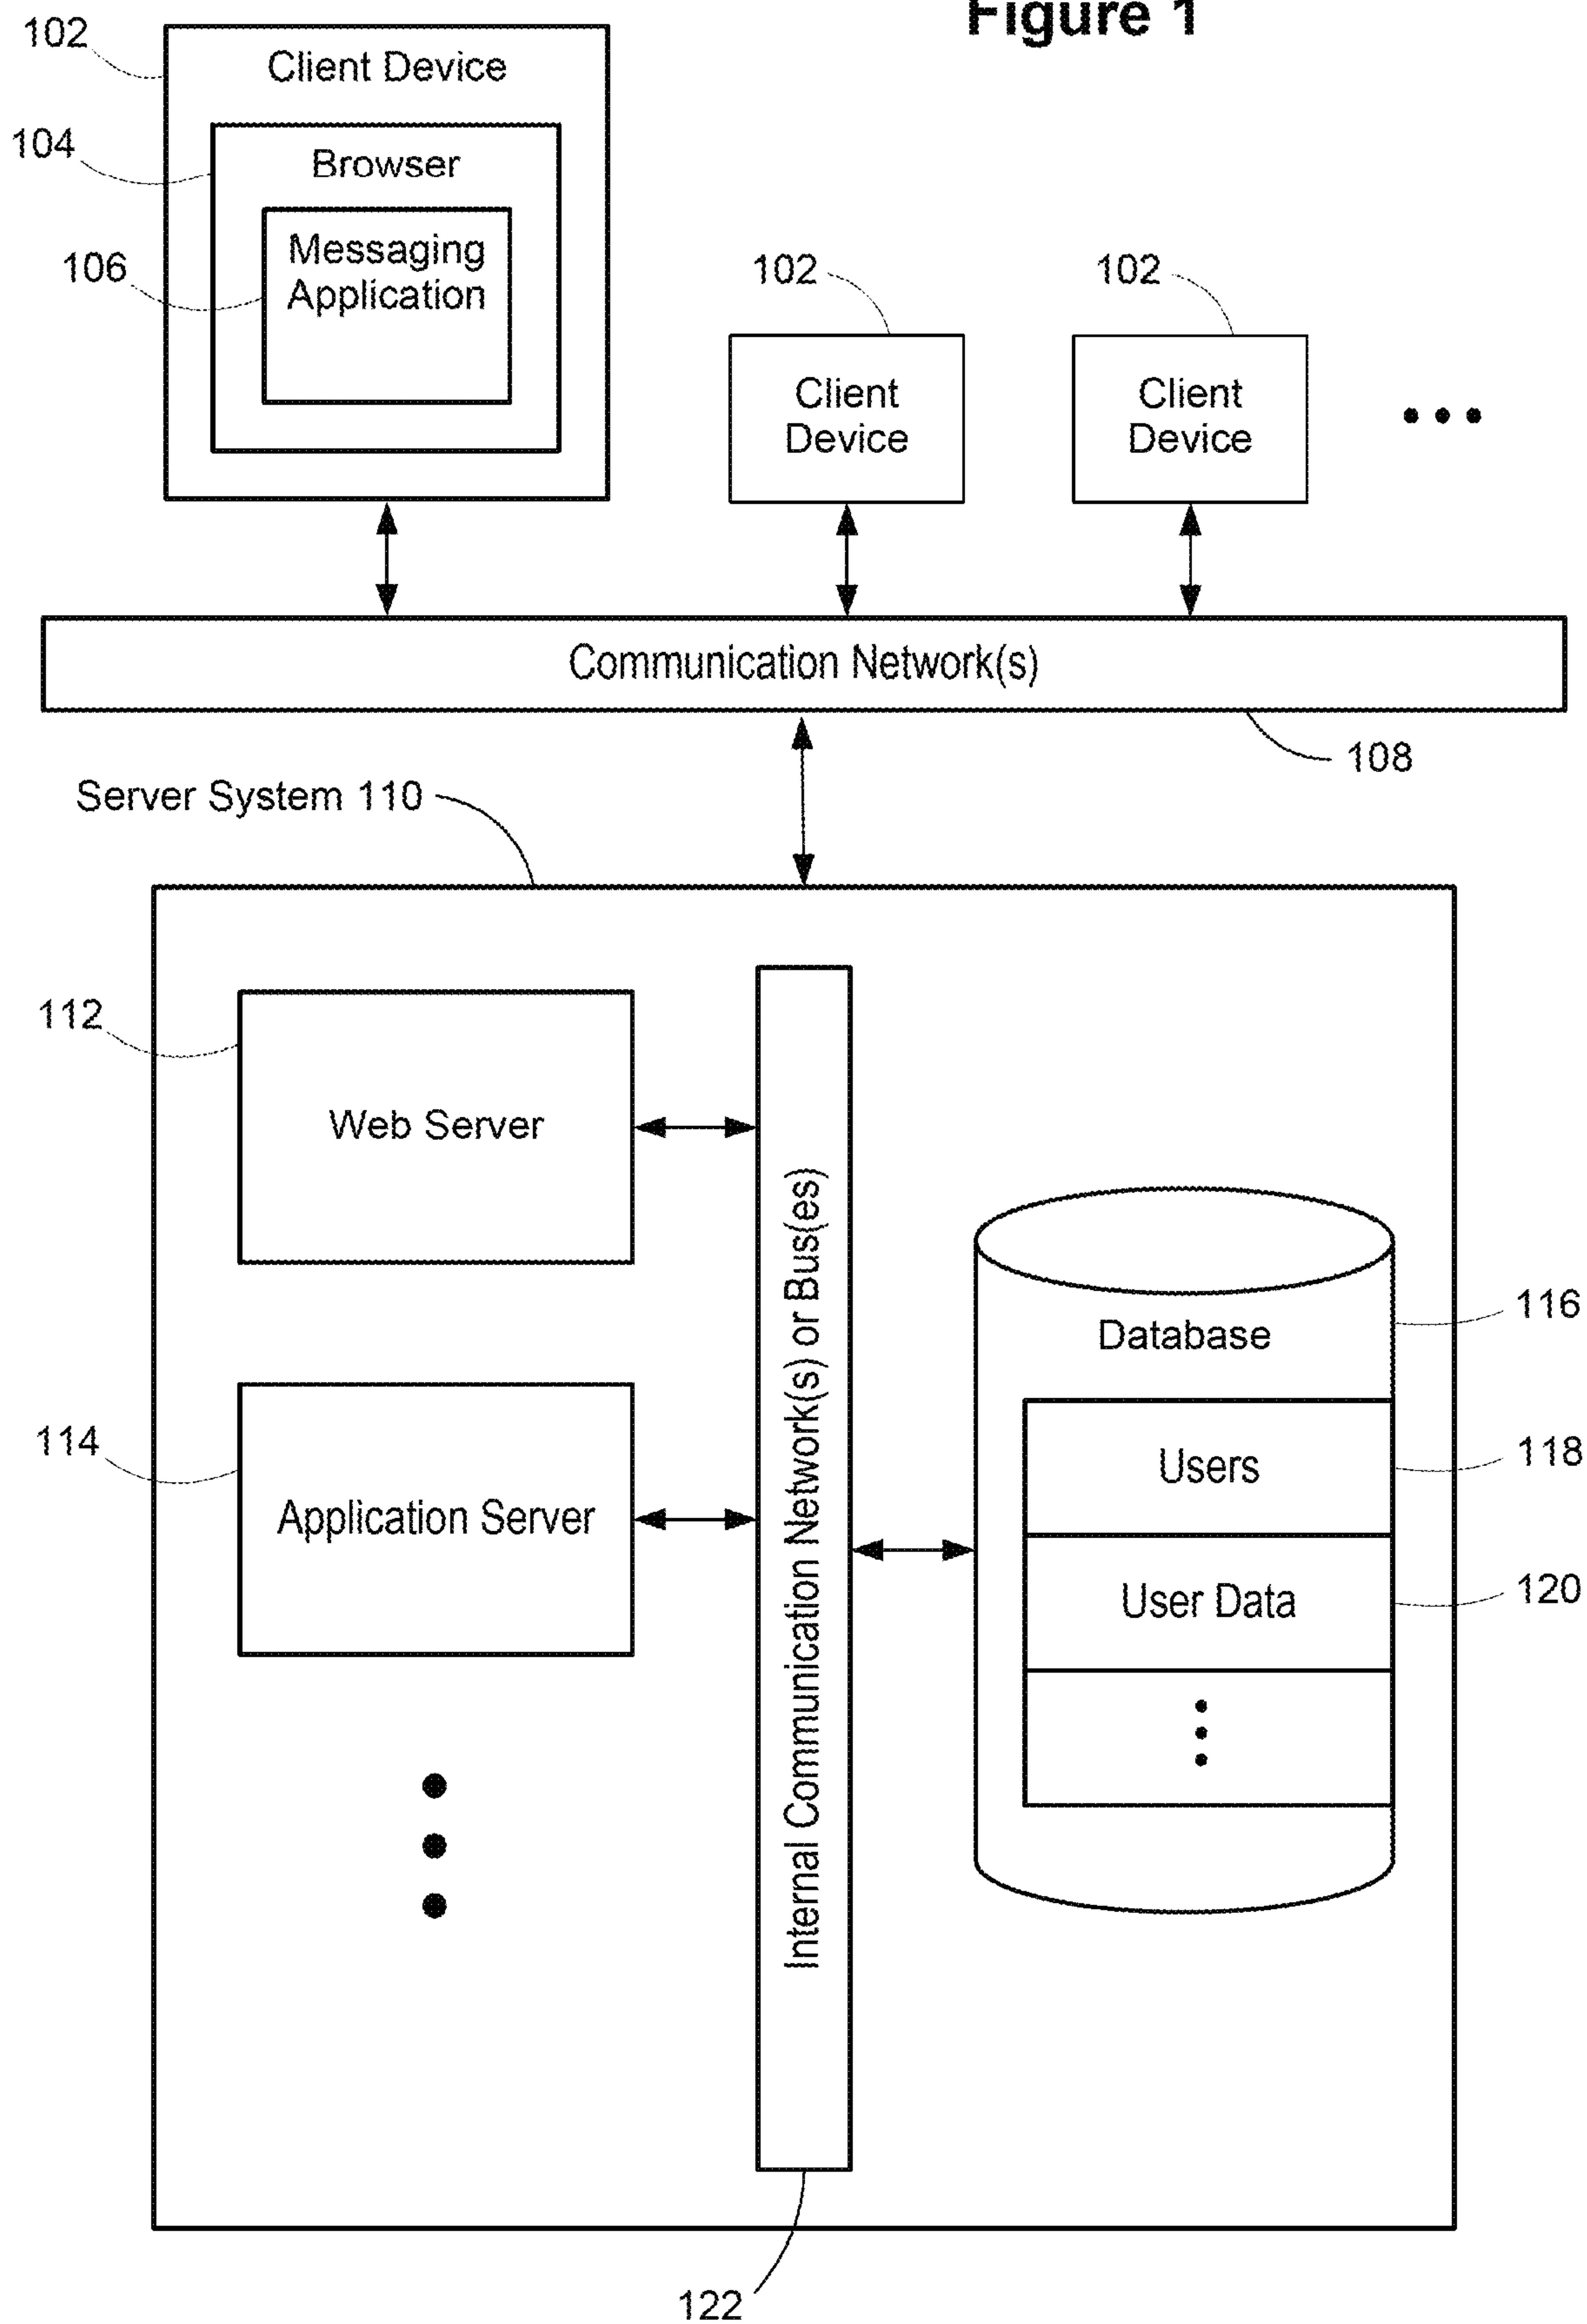 Figure 1
102
Client Device
104
Browser
106
Messaging
Application
102
102
Client
Device
Client
Device
Communication Network(s)
108
Server System 110
112
Web Server
Internal Communication Network(s) or Bus(es)
116
Database
114
118
Users
Application Server
120
User Data
122